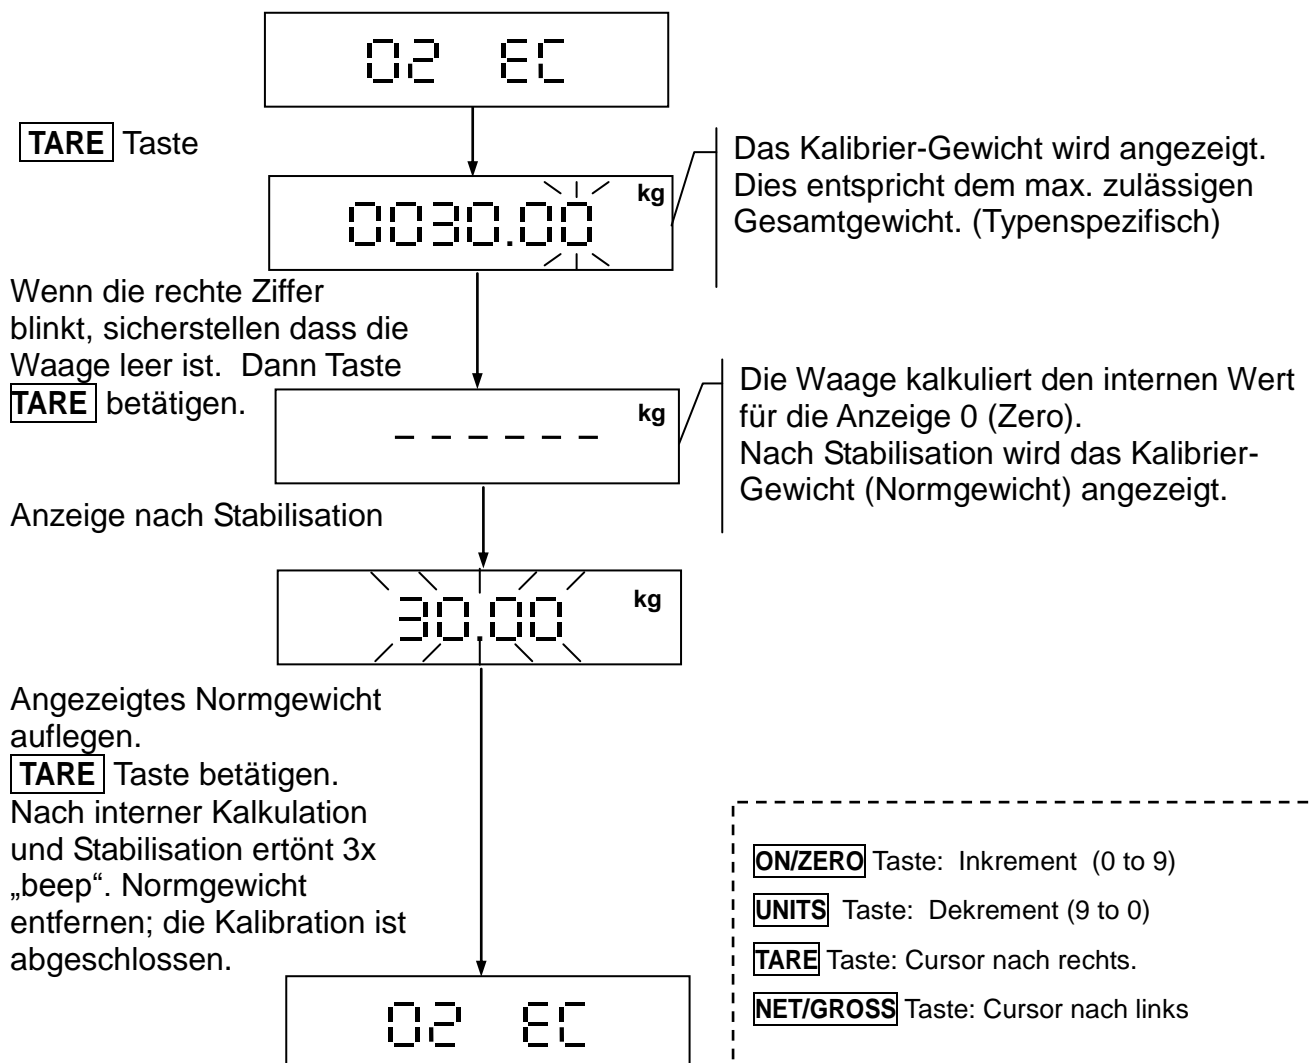 02 EC
TARE Taste
0030.00 kg
Das Kalibrier-Gewicht wird angezeigt.
Dies entspricht dem max. zulässigen
Gesamtgewicht. (Typenspezifisch)
Wenn die rechte Ziffer
blinkt, sicherstellen dass die
Waage leer ist. Dann Taste
TARE betätigen.
– – – – – – kg
Die Waage kalkuliert den internen Wert
für die Anzeige 0 (Zero).
Nach Stabilisation wird das Kalibrier-
Gewicht (Normgewicht) angezeigt.
Anzeige nach Stabilisation
30.00 kg
Angezeigtes Normgewicht
auflegen.
TARE Taste betätigen.
Nach interner Kalkulation
und Stabilisation ertönt 3x
„beep“. Normgewicht
entfernen; die Kalibration ist
abgeschlossen.
02 EC
ON/ZERO Taste: Inkrement (0 to 9)
UNITS Taste: Dekrement (9 to 0)
TARE Taste: Cursor nach rechts.
NET/GROSS Taste: Cursor nach links